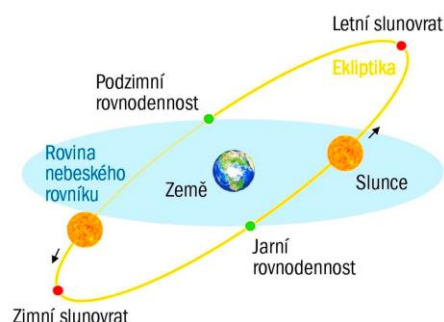 Letní slunovrat
Ekliptika
Podzimní
rovnodennost
Rovina
nebeského
rovníku
Země
Slunce
Jarní
rovnodennost
Zimní slunovrat